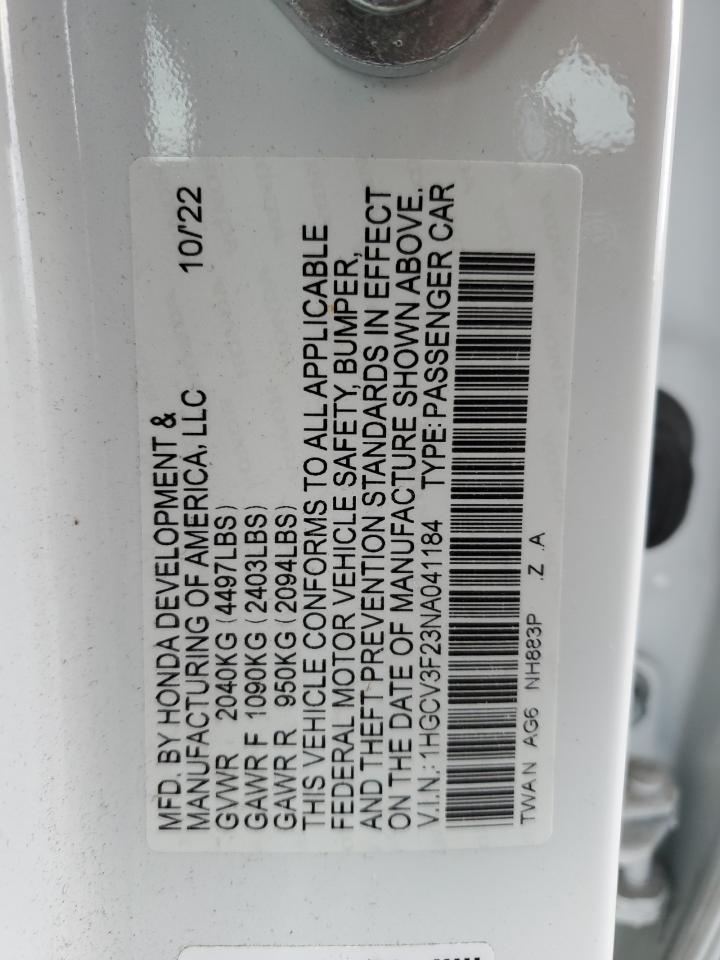 MFD. BY HONDA DEVELOPMENT &
MANUFACTURING OF AMERICA, LLC 10/'22
GVWR 2040KG (4497LBS)
GAWR F 1090KG (2403LBS)
GAWR R 950KG (2094LBS)
THIS VEHICLE CONFORMS TO ALL APPLICABLE
FEDERAL MOTOR VEHICLE SAFETY, BUMPER,
AND THEFT PREVENTION STANDARDS IN EFFECT
ON THE DATE OF MANUFACTURE SHOWN ABOVE.
V.I.N.: 1HGCV3F23NA041184 TYPE: PASSENGER CAR
TWAN AG6 NH883P .Z .A